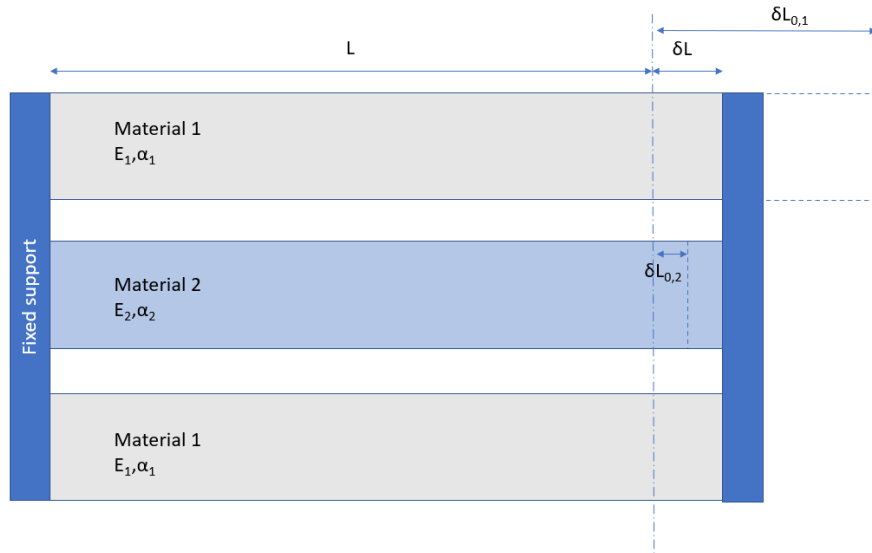 δL₀,₁
L
δL
Material 1
E₁,α₁
Fixed support
Material 2
E₂,α₂
δL₀,₂
Material 1
E₁,α₁